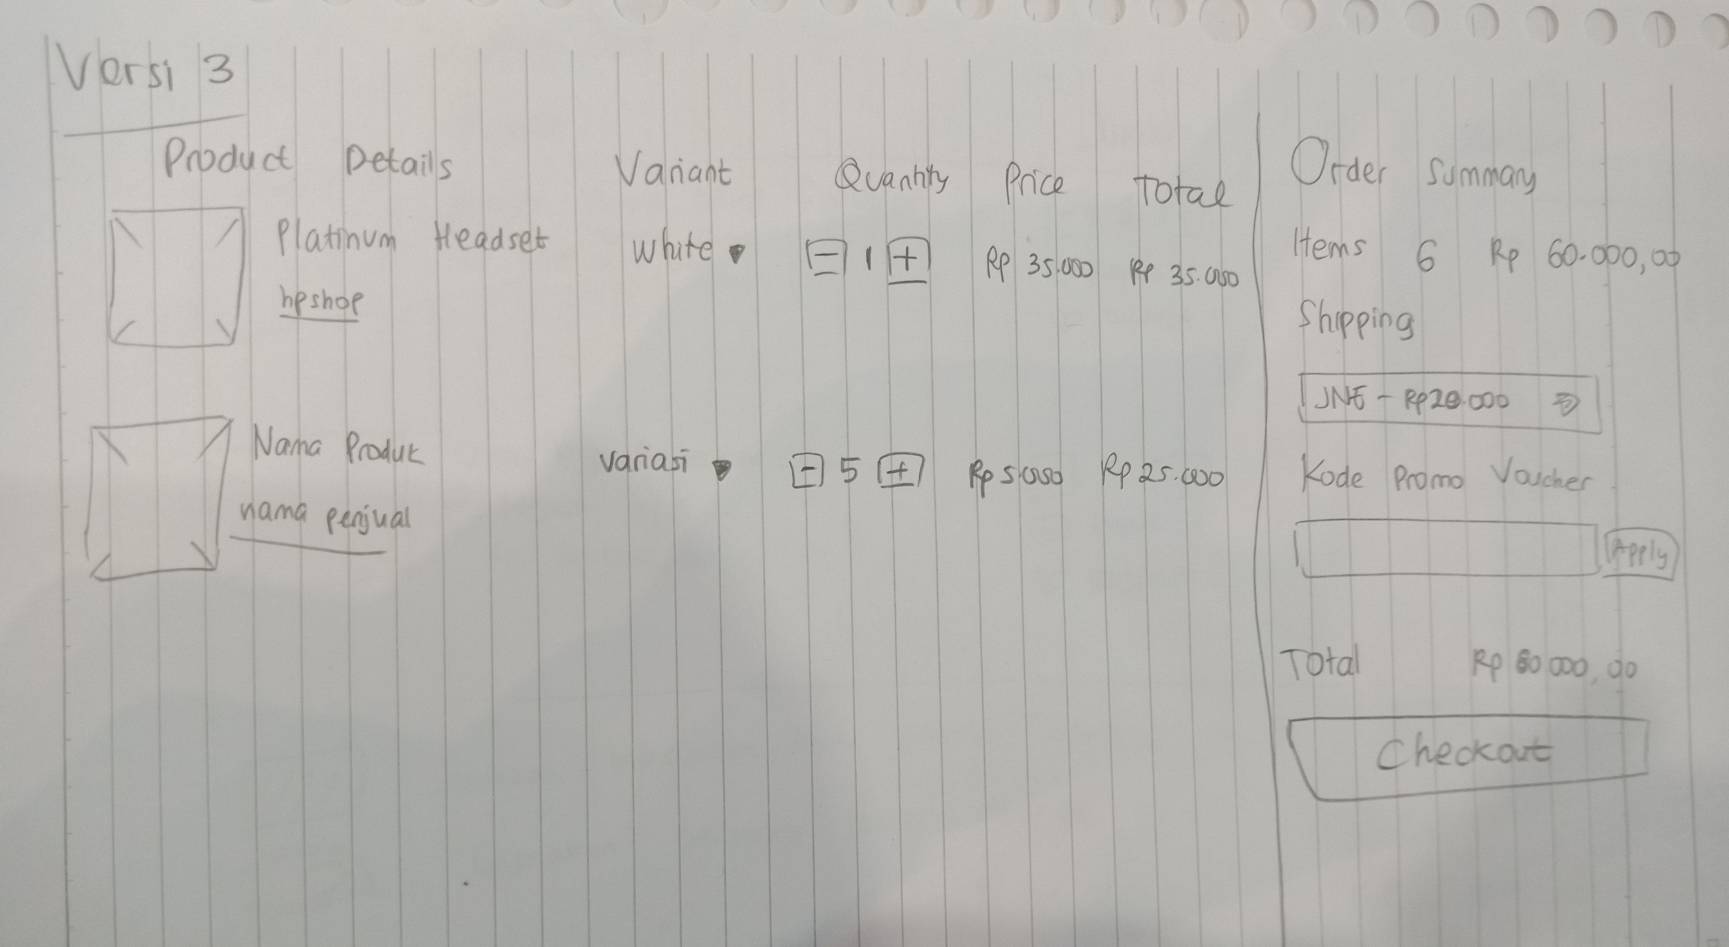 Versi 3
Product Details Variant Quantity Price Total
Platinum Headset White - 1 + Rp 35.000 Rp 35.000
hpshop
Nama Produk variasi - 5 + Rp 5.000 Rp 25.000
nama penjual
Order Summary
Items 6 Rp 60.000,00
Shipping
JNE - Rp20.000
Kode Promo Voucher
Apply
Total Rp 80 000,00
Checkout